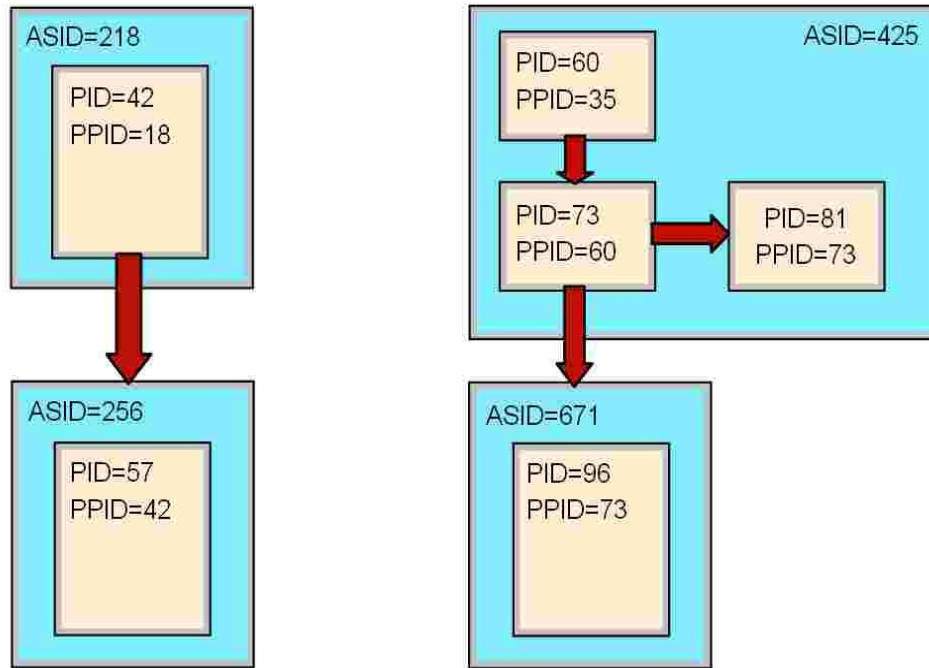 ASID=218
PID=42
PPID=18
ASID=256
PID=57
PPID=42
ASID=425
PID=60
PPID=35
PID=73
PPID=60
PID=81
PPID=73
ASID=671
PID=96
PPID=73